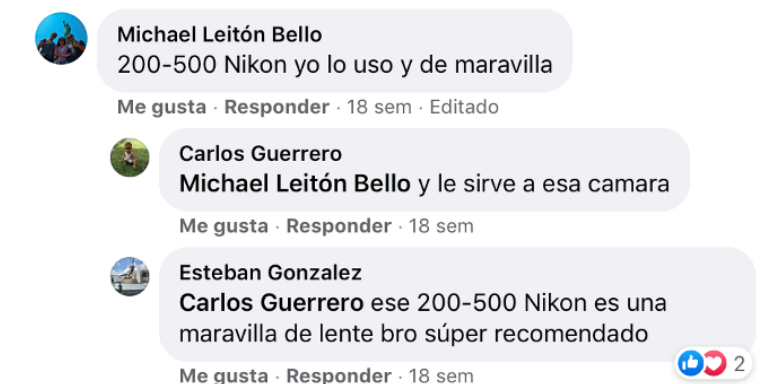 Michael Leitón Bello
200-500 Nikon yo lo uso y de maravilla
Me gusta · Responder · 18 sem · Editado
Carlos Guerrero
Michael Leitón Bello y le sirve a esa camara
Me gusta · Responder · 18 sem
Esteban Gonzalez
Carlos Guerrero ese 200-500 Nikon es una
maravilla de lente bro súper recomendado
2
Me gusta · Responder · 18 sem